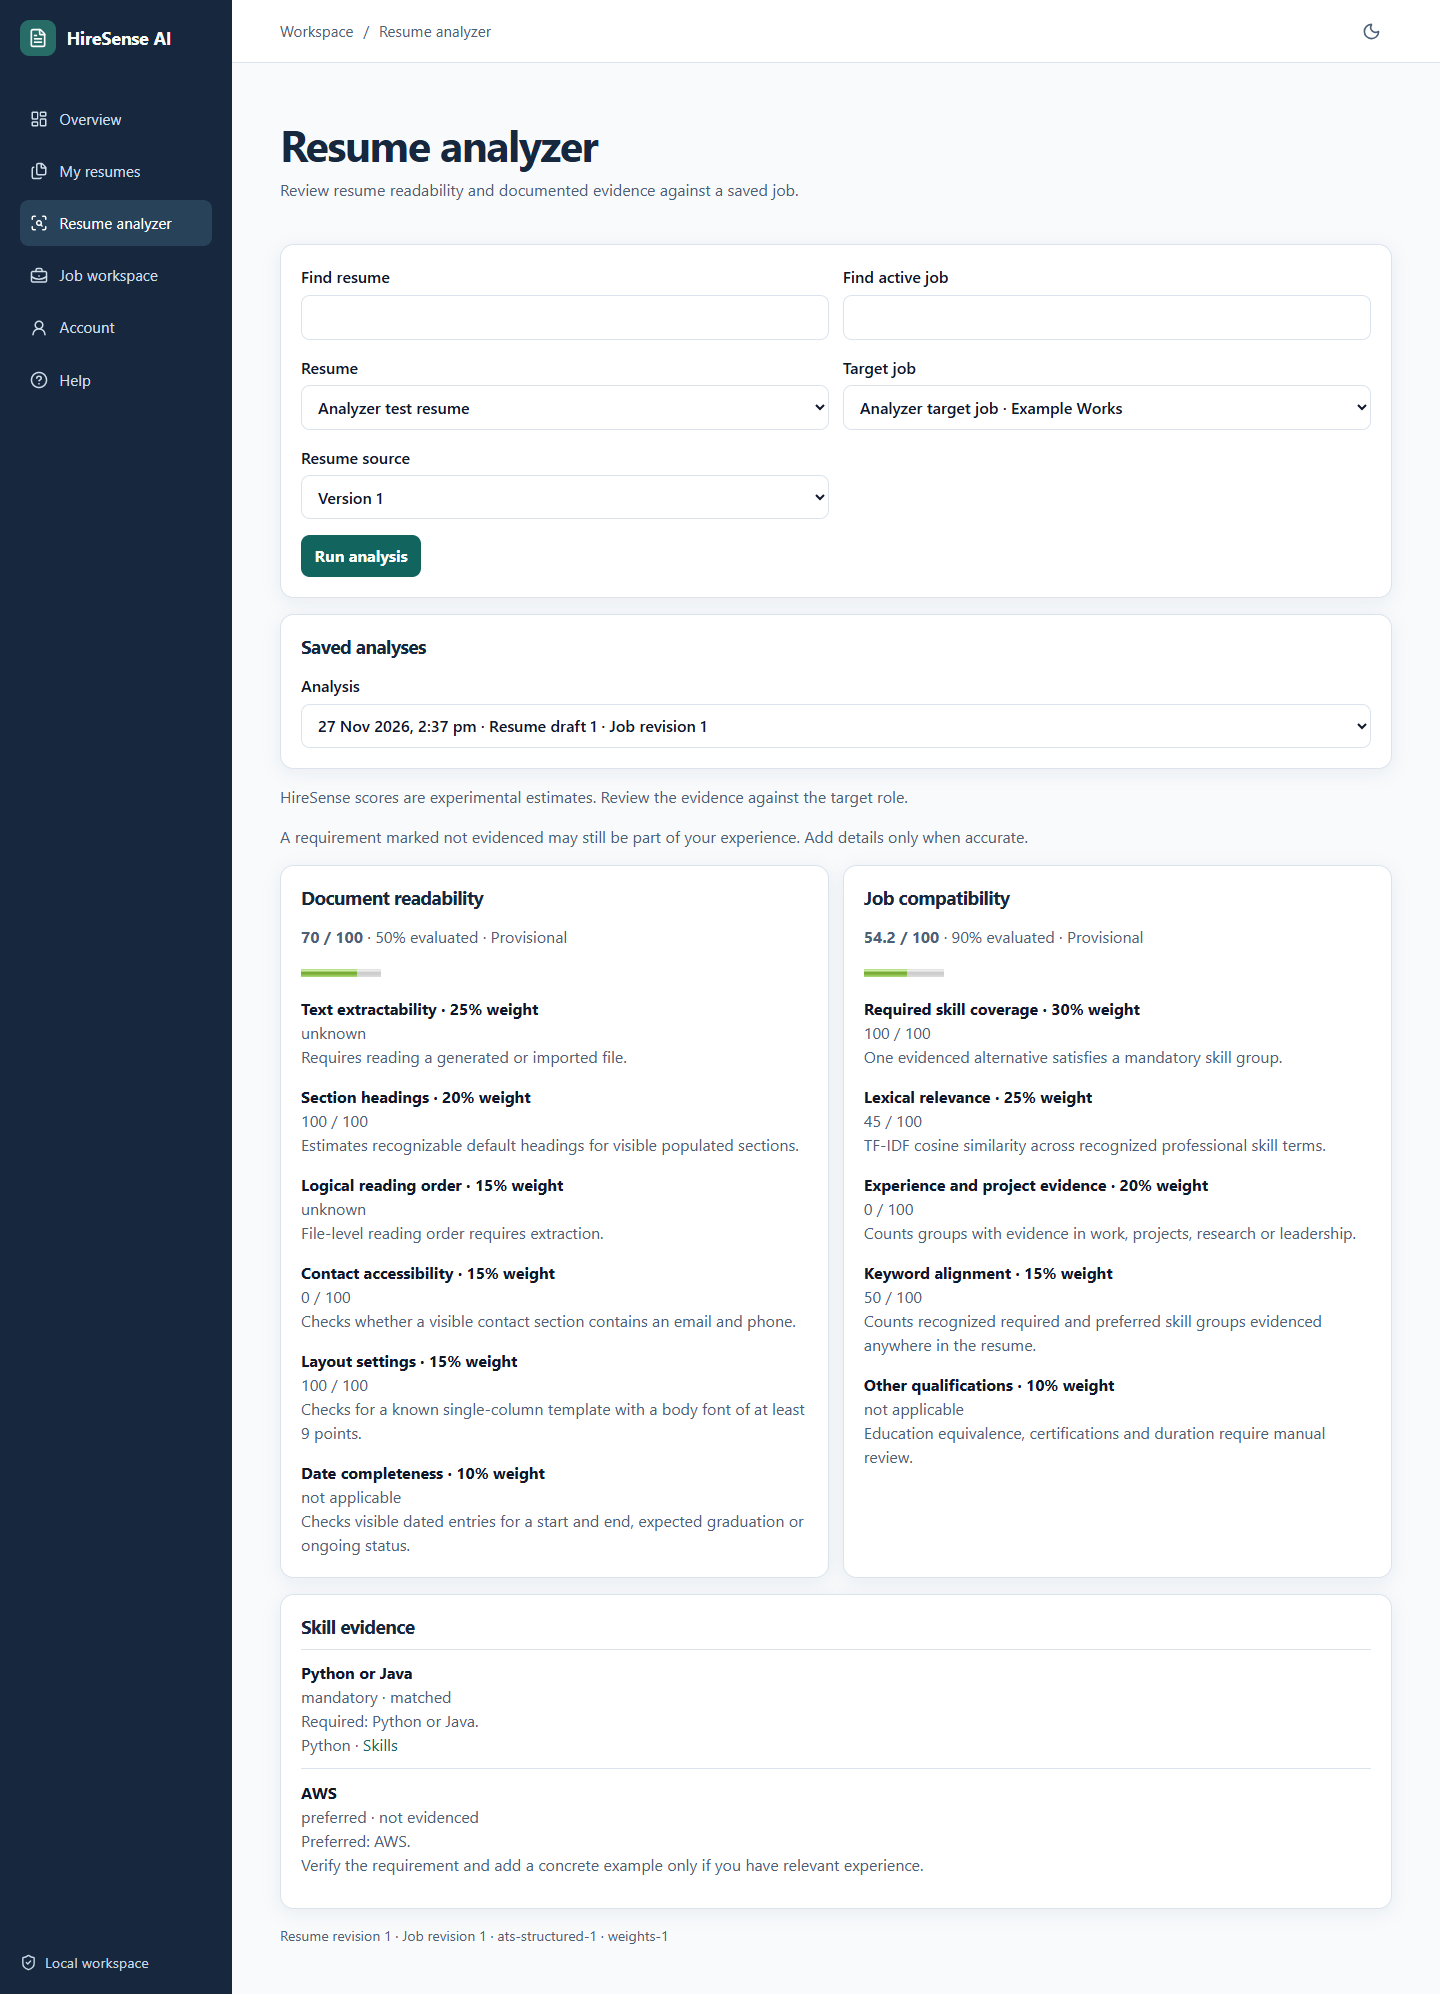 HireSense AI
Overview
My resumes
Resume analyzer
Job workspace
Account
Help
Local workspace
Workspace / Resume analyzer
Resume analyzer
Review resume readability and documented evidence against a saved job.
Find resume
Find active job
Resume
Analyzer test resume
Target job
Analyzer target job · Example Works
Resume source
Version 1
Run analysis
Saved analyses
Analysis
27 Nov 2026, 2:37 pm · Resume draft 1 · Job revision 1
HireSense scores are experimental estimates. Review the evidence against the target role.
A requirement marked not evidenced may still be part of your experience. Add details only when accurate.
Document readability
70 / 100 · 50% evaluated · Provisional
Text extractability · 25% weight
unknown
Requires reading a generated or imported file.
Section headings · 20% weight
100 / 100
Estimates recognizable default headings for visible populated sections.
Logical reading order · 15% weight
unknown
File-level reading order requires extraction.
Contact accessibility · 15% weight
0 / 100
Checks whether a visible contact section contains an email and phone.
Layout settings · 15% weight
100 / 100
Checks for a known single-column template with a body font of at least
9 points.
Date completeness · 10% weight
not applicable
Checks visible dated entries for a start and end, expected graduation or
ongoing status.
Job compatibility
54.2 / 100 · 90% evaluated · Provisional
Required skill coverage · 30% weight
100 / 100
One evidenced alternative satisfies a mandatory skill group.
Lexical relevance · 25% weight
45 / 100
TF-IDF cosine similarity across recognized professional skill terms.
Experience and project evidence · 20% weight
0 / 100
Counts groups with evidence in work, projects, research or leadership.
Keyword alignment · 15% weight
50 / 100
Counts recognized required and preferred skill groups evidenced
anywhere in the resume.
Other qualifications · 10% weight
not applicable
Education equivalence, certifications and duration require manual
review.
Skill evidence
Python or Java
mandatory · matched
Required: Python or Java.
Python · Skills
AWS
preferred · not evidenced
Preferred: AWS.
Verify the requirement and add a concrete example only if you have relevant experience.
Resume revision 1 · Job revision 1 · ats-structured-1 · weights-1